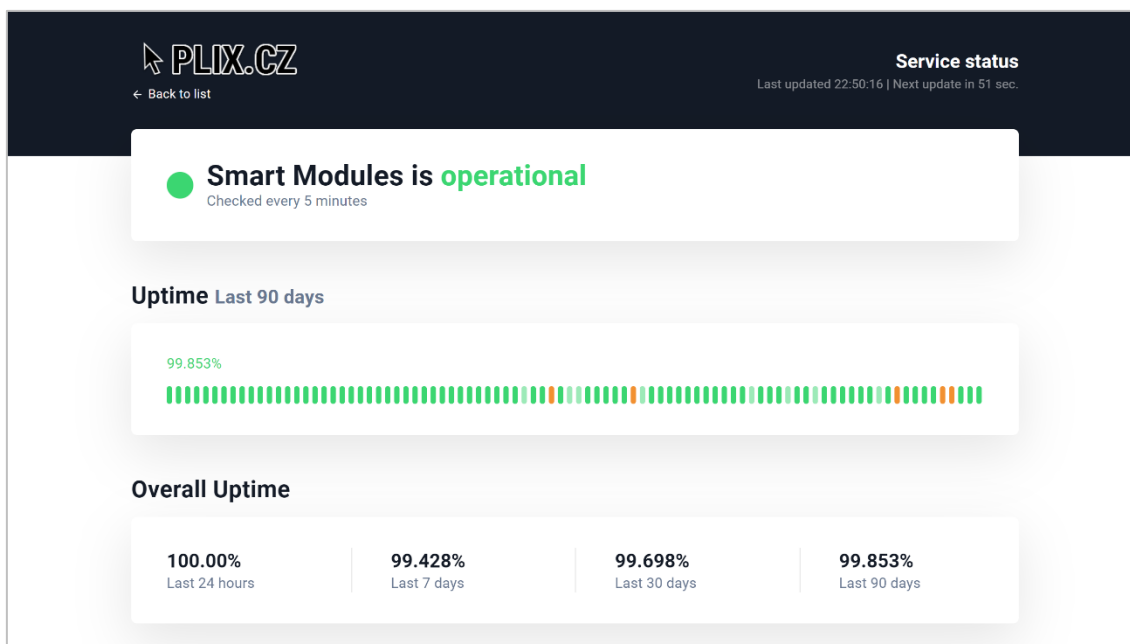 PLIX.CZ
← Back to list
Service status
Last updated 22:50:16 | Next update in 51 sec.
Smart Modules is operational
Checked every 5 minutes
Uptime Last 90 days
99.853%
Overall Uptime
100.00%
Last 24 hours
99.428%
Last 7 days
99.698%
Last 30 days
99.853%
Last 90 days